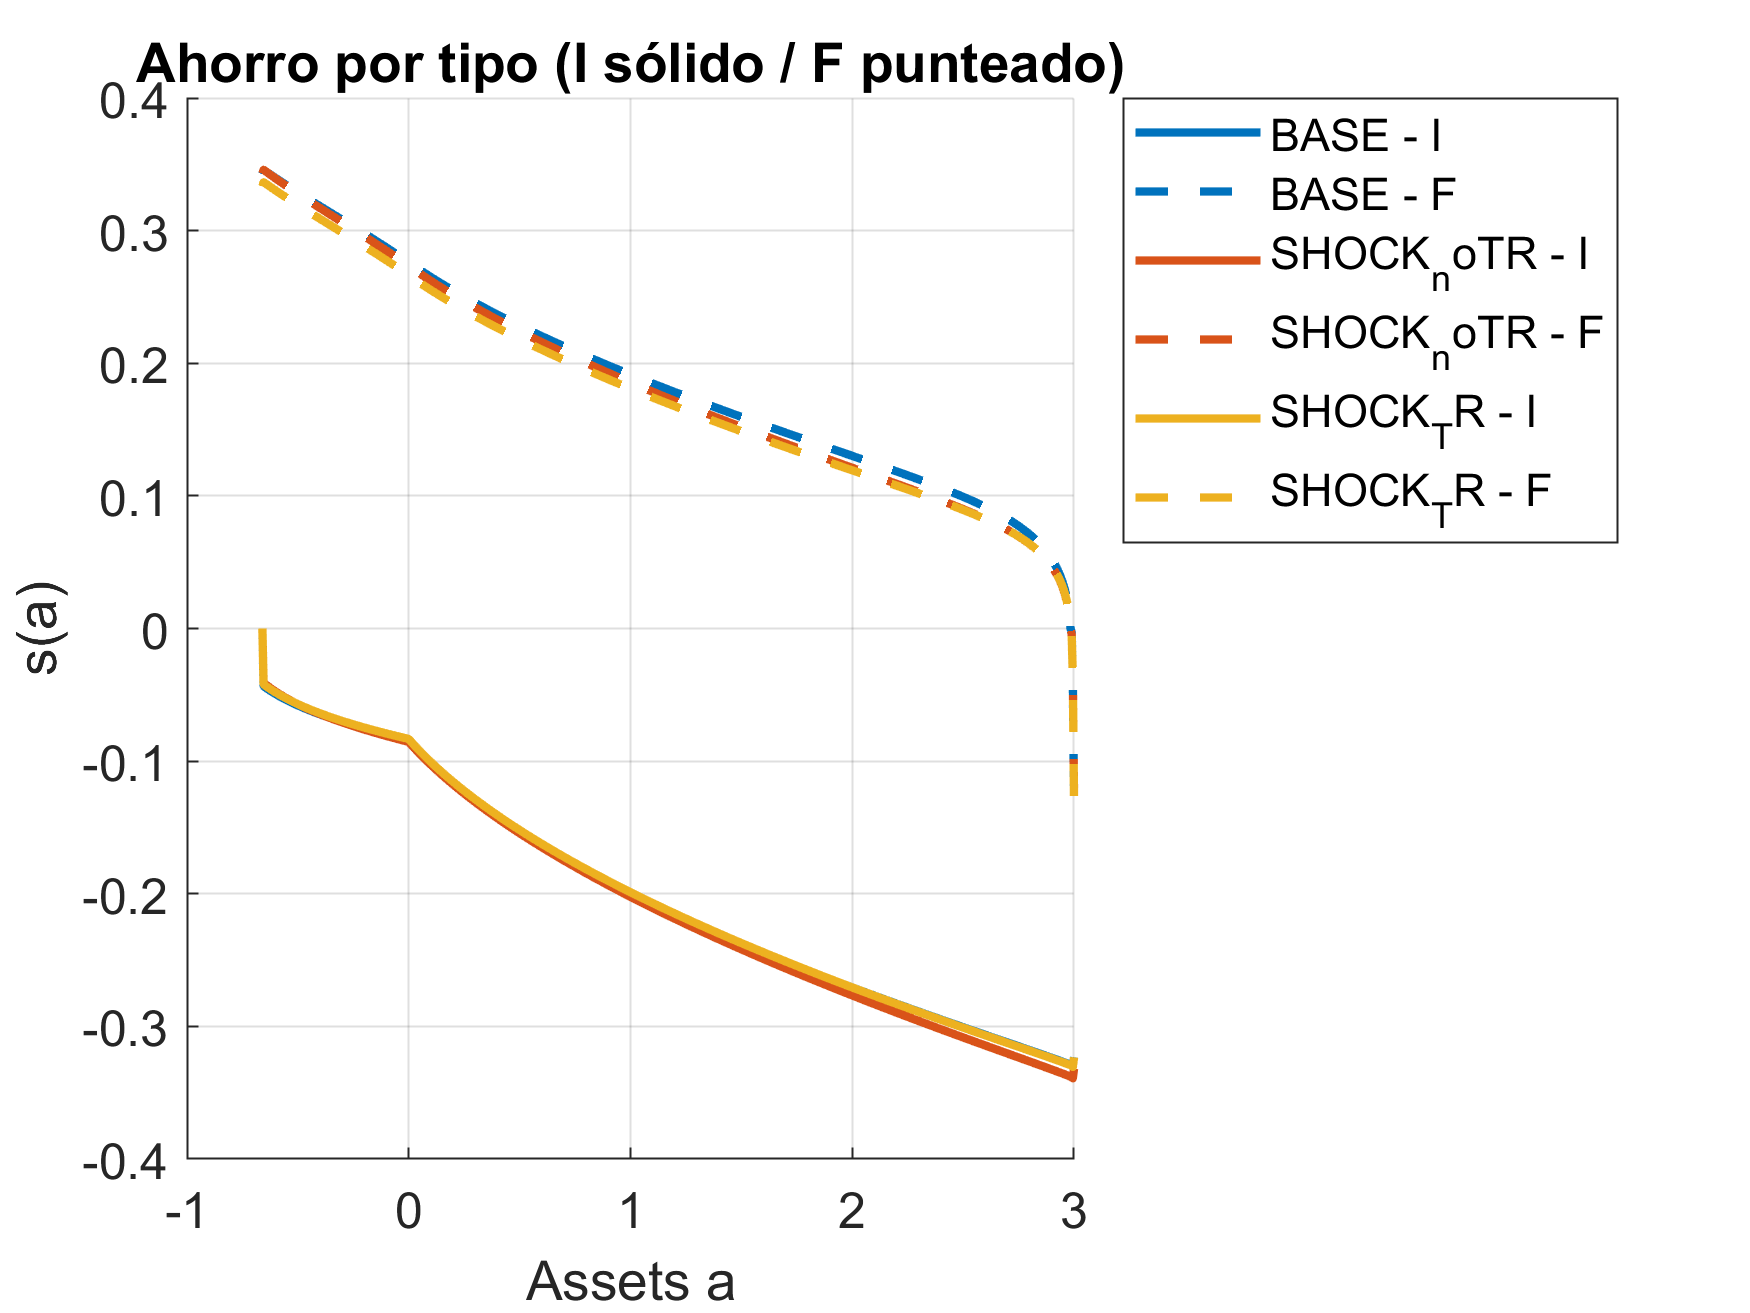 Ahorro por tipo (I sólido / F punteado)
0.4
0.3
0.2
0.1
0
-0.1
-0.2
-0.3
-0.4
s(a)
-1 0 1 2 3
Assets a
BASE - I
BASE - F
SHOCKnoTR - I
SHOCKnoTR - F
SHOCKTR - I
SHOCKTR - F